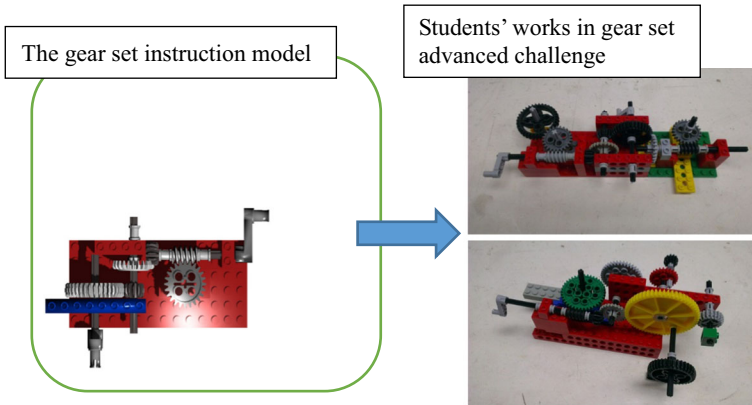 The gear set instruction model
Students’ works in gear set
advanced challenge